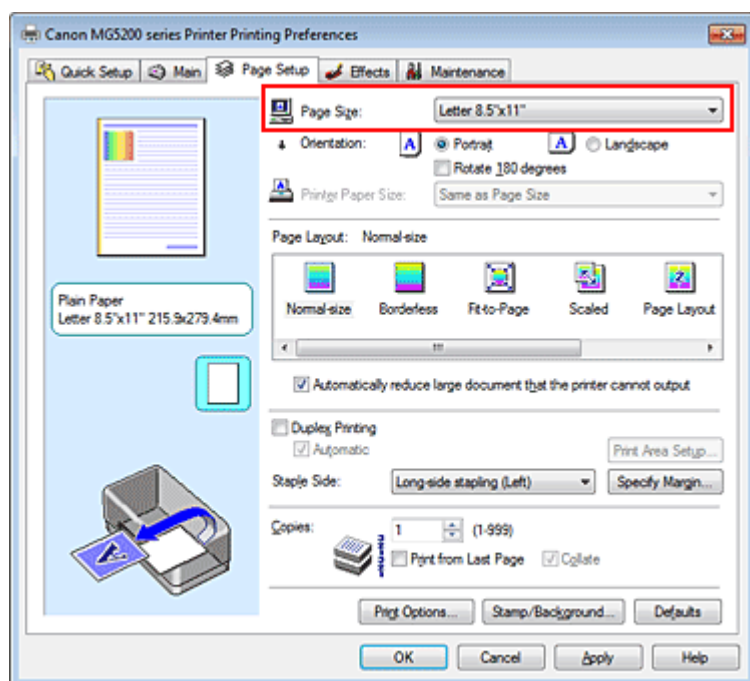 Canon MG5200 series Printer Printing Preferences
Quick Setup Main Page Setup Effects Maintenance
Page Size: Letter 8.5"x11"
Orientation: A Portrait A Landscape
Rotate 180 degrees
Printer Paper Size: Same as Page Size
Page Layout: Normal-size
Normal-size Borderless Fit-to-Page Scaled Page Layout
Plain Paper
Letter 8.5"x11" 215.9x279.4mm
Automatically reduce large document that the printer cannot output
Duplex Printing
Automatic Print Area Setup...
Staple Side: Long-side stapling (Left) Specify Margin...
Copies: 1 (1-999)
Print from Last Page Collate
Print Options... Stamp/Background... Defaults
OK Cancel Apply Help